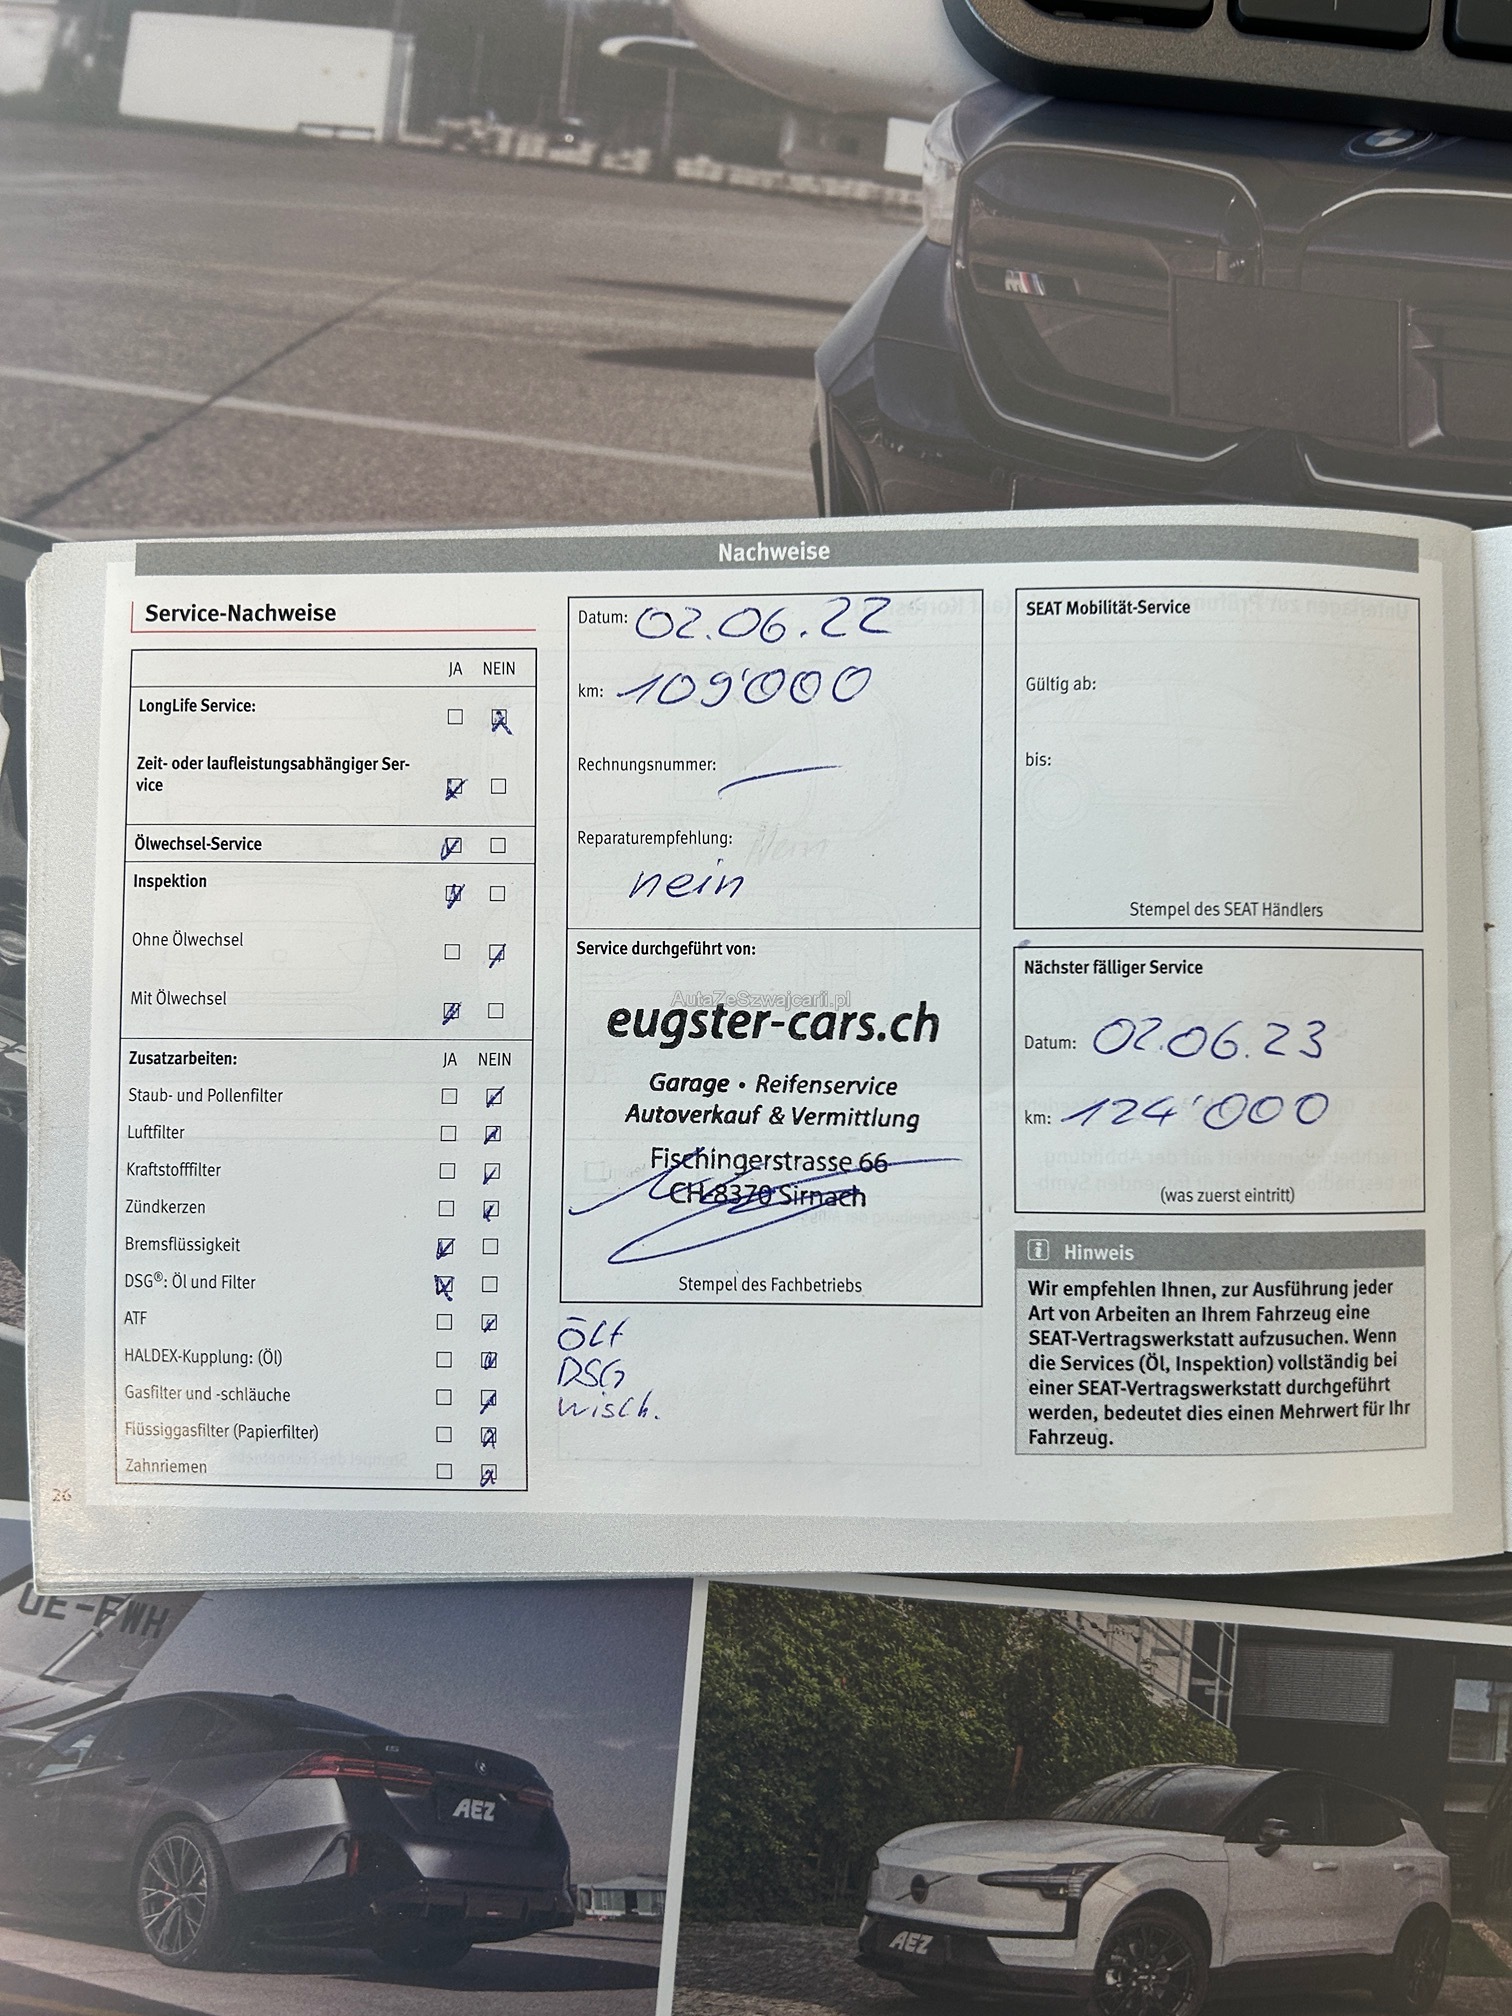 Nachweise
Service-Nachweise
JA NEIN
LongLife Service:
Zeit- oder laufleistungsabhängiger Ser-
vice
Ölwechsel-Service
Inspektion
Ohne Ölwechsel
Mit Ölwechsel
Zusatzarbeiten: JA NEIN
Staub- und Pollenfilter
Luftfilter
Kraftstofffilter
Zündkerzen
Bremsflüssigkeit
DSG®: Öl und Filter
ATF
HALDEX-Kupplung: (Öl)
Gasfilter und -schläuche
Flüssiggasfilter (Papierfilter)
Zahnriemen
26
Datum: 02.06.22
km: 109'000
Rechnungsnummer:
Reparaturempfehlung:
nein
Service durchgeführt von:
AutaZeSzwajcarii.pl
eugster-cars.ch
Garage • Reifenservice
Autoverkauf & Vermittlung
Fischingerstrasse 66
CH-8370 Sirnach
Stempel des Fachbetriebs
DSG
wisch.
SEAT Mobilität-Service
Gültig ab:
bis:
Stempel des SEAT Händlers
Nächster fälliger Service
Datum: 02.06.23
km: 124'000
(was zuerst eintritt)
Hinweis
Wir empfehlen Ihnen, zur Ausführung jeder
Art von Arbeiten an Ihrem Fahrzeug eine
SEAT-Vertragswerkstatt aufzusuchen. Wenn
die Services (Öl, Inspektion) vollständig bei
einer SEAT-Vertragswerkstatt durchgeführt
werden, bedeutet dies einen Mehrwert für Ihr
Fahrzeug.
AEZ
AEZ